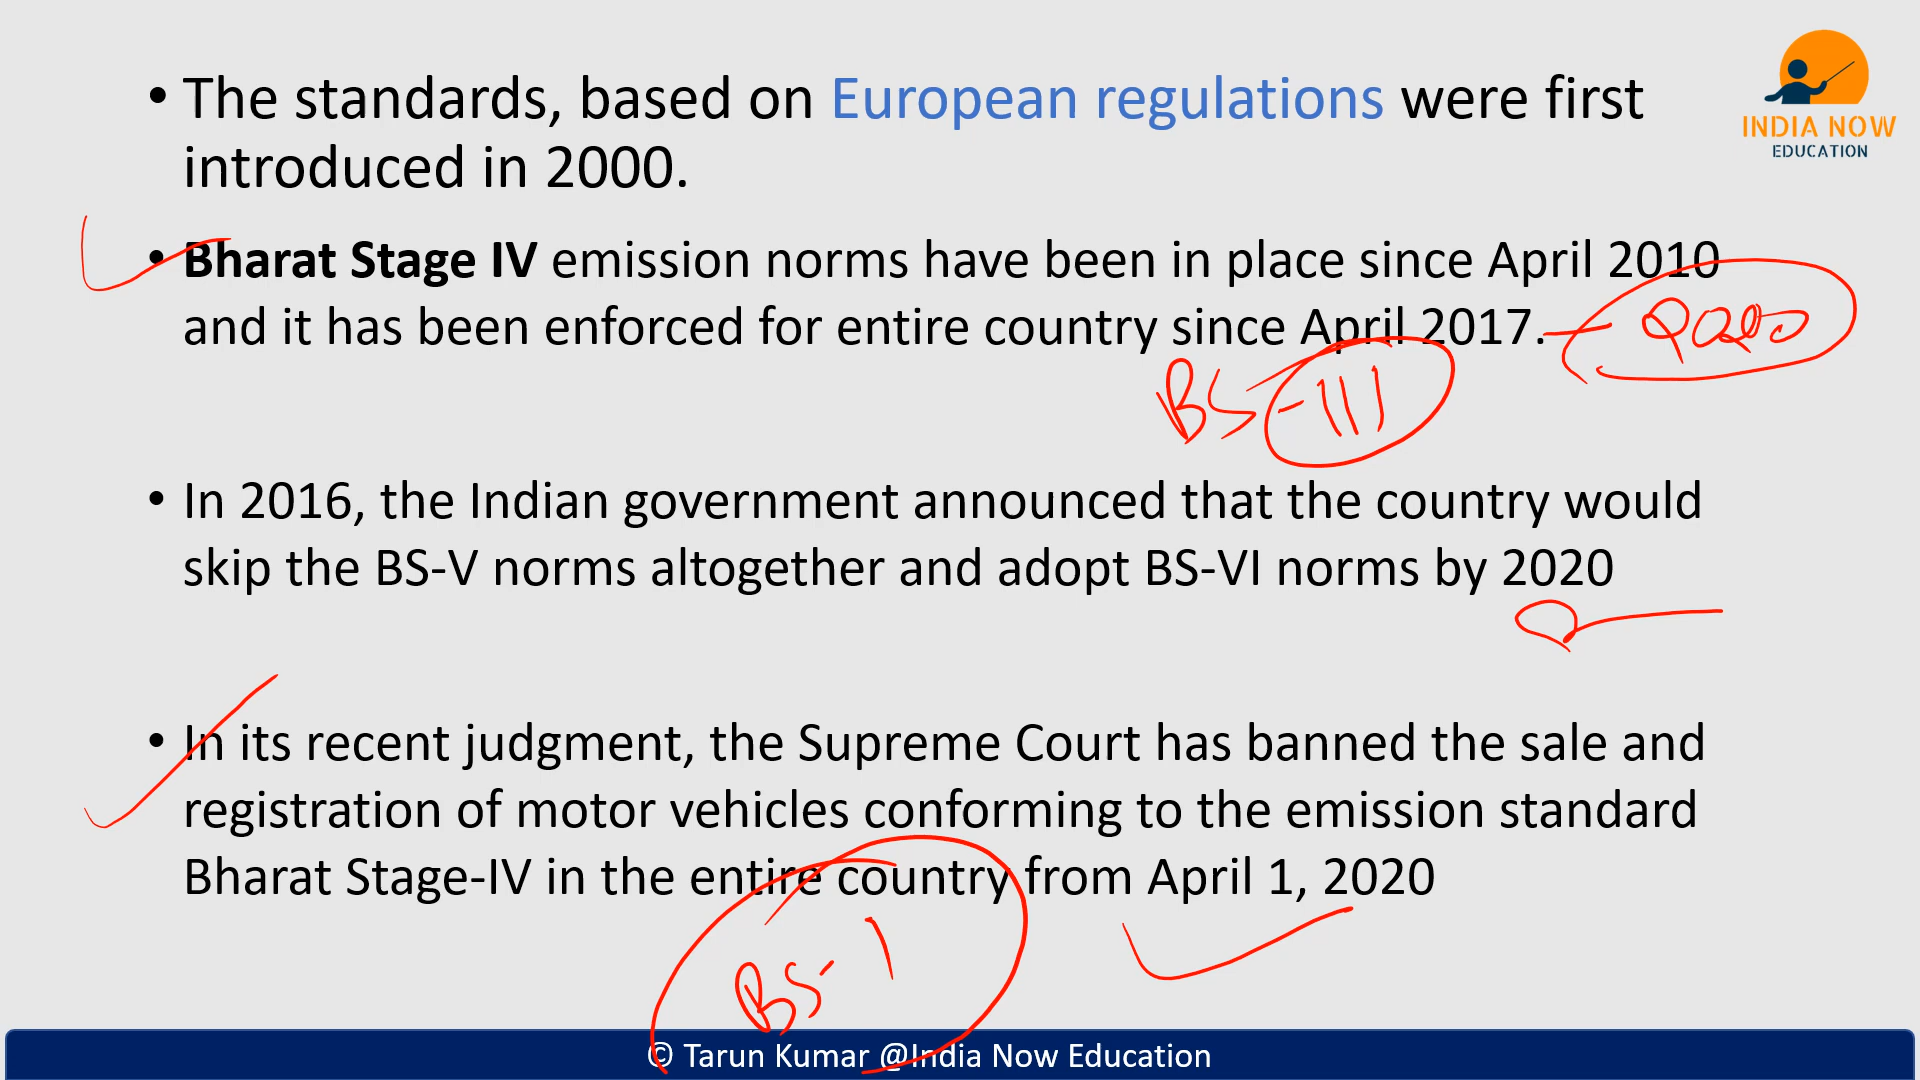 • The standards, based on European regulations were first
introduced in 2000.
INDIA NOW
EDUCATION
• Bharat Stage IV emission norms have been in place since April 2010
and it has been enforced for entire country since April 2017.
BS-III
• In 2016, the Indian government announced that the country would
skip the BS-V norms altogether and adopt BS-VI norms by 2020
• In its recent judgment, the Supreme Court has banned the sale and
registration of motor vehicles conforming to the emission standard
Bharat Stage-IV in the entire country from April 1, 2020
BS-1
© Tarun Kumar @India Now Education